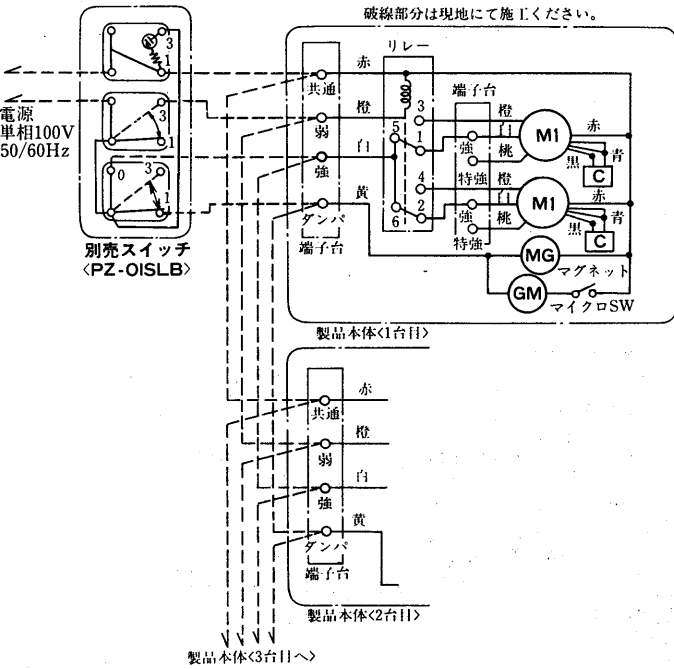 破線部分は現地にて施工ください。
3
1
3
1
0
3
1
電源
単相100V
50/60Hz
別売スイッチ
〈PZ-01SLB〉
共通
弱
強
ダンパ
端子台
赤
橙
白
黄
リレー
3
5
1
4
6
2
端子台
強
特強
強
特強
橙
白
桃
橙
白
桃
M1
赤
青
黒
C
M1
赤
青
黒
C
MG
マグネット
GM
マイクロSW
製品本体〈1台目〉
共通
弱
強
ダンパ
端子台
赤
橙
白
黄
製品本体〈2台目〉
製品本体〈3台目へ〉